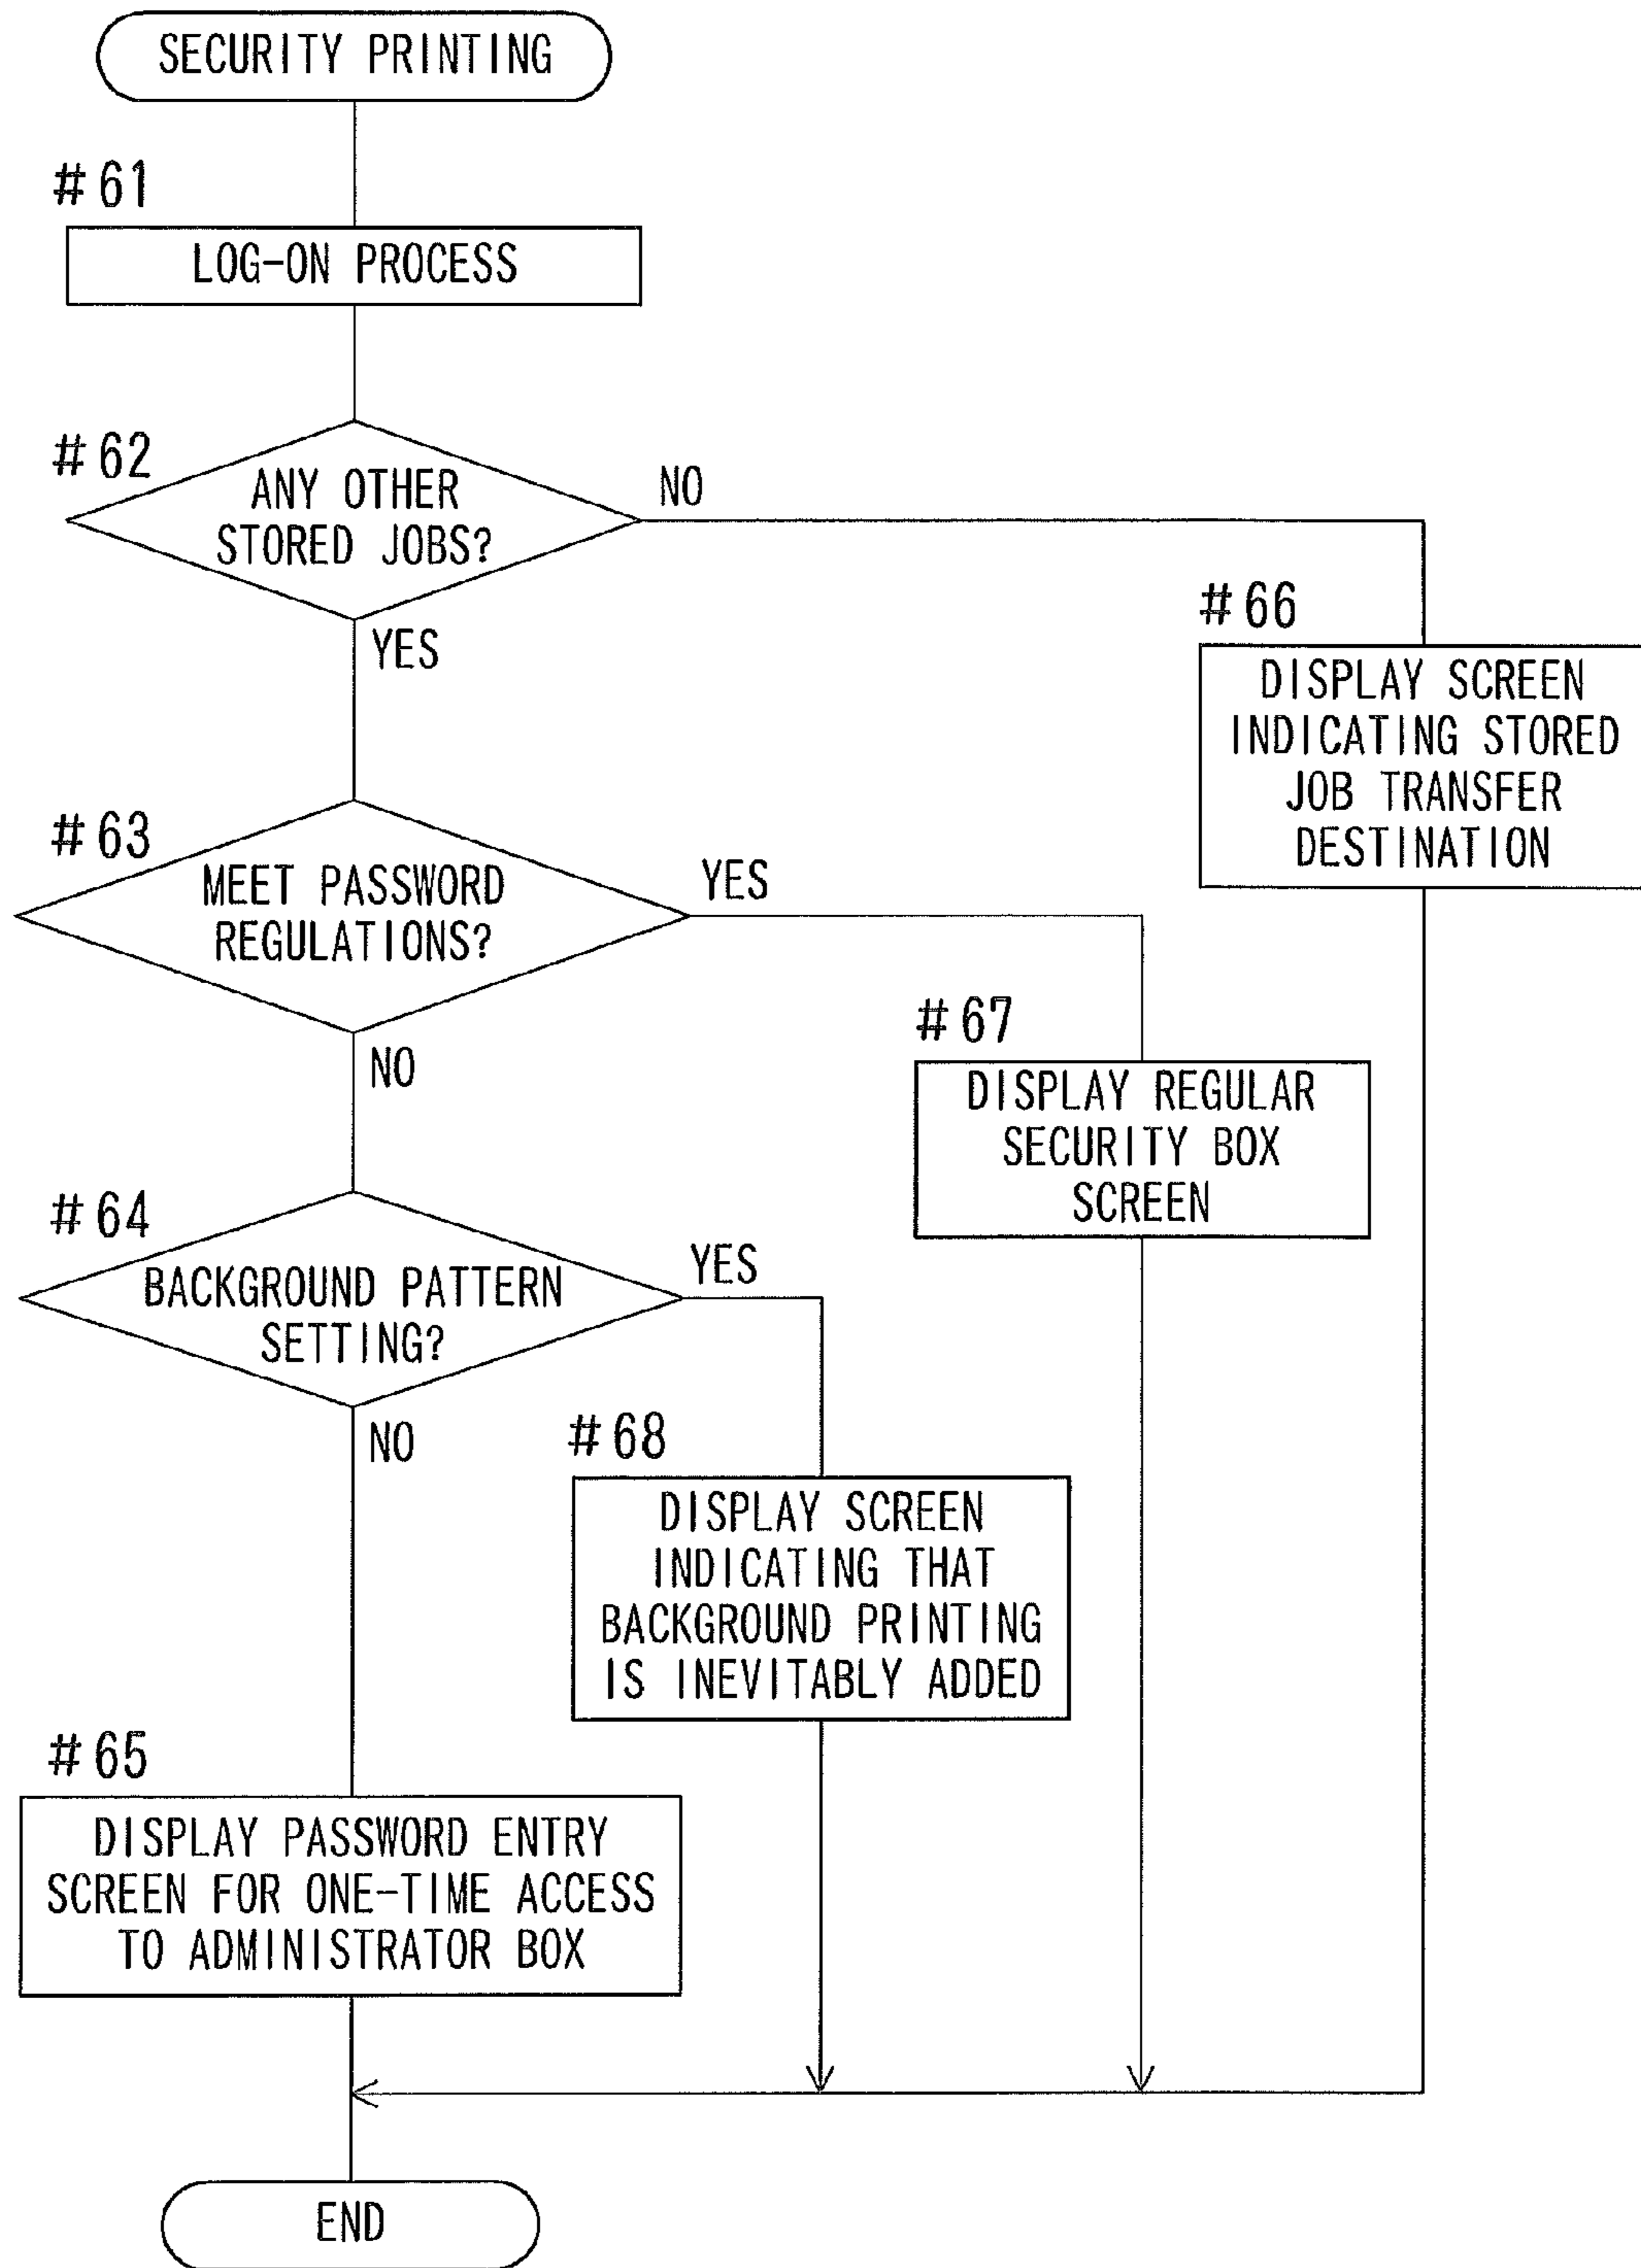 SECURITY PRINTING
#61
LOG-ON PROCESS
#62
ANY OTHER
STORED JOBS?
NO
YES
#66
DISPLAY SCREEN
INDICATING STORED
JOB TRANSFER
DESTINATION
#63
MEET PASSWORD
REGULATIONS?
YES
NO
#67
DISPLAY REGULAR
SECURITY BOX
SCREEN
#64
BACKGROUND PATTERN
SETTING?
YES
NO
#68
DISPLAY SCREEN
INDICATING THAT
BACKGROUND PRINTING
IS INEVITABLY ADDED
#65
DISPLAY PASSWORD ENTRY
SCREEN FOR ONE-TIME ACCESS
TO ADMINISTRATOR BOX
END